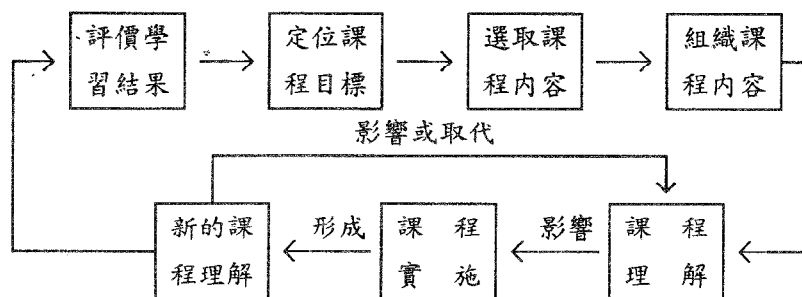 評價學
習結果
定位課
程目標
選取課
程内容
組織課
程内容
影響或取代
新的課
程理解
形成
課程
實施
影響
課程
理解